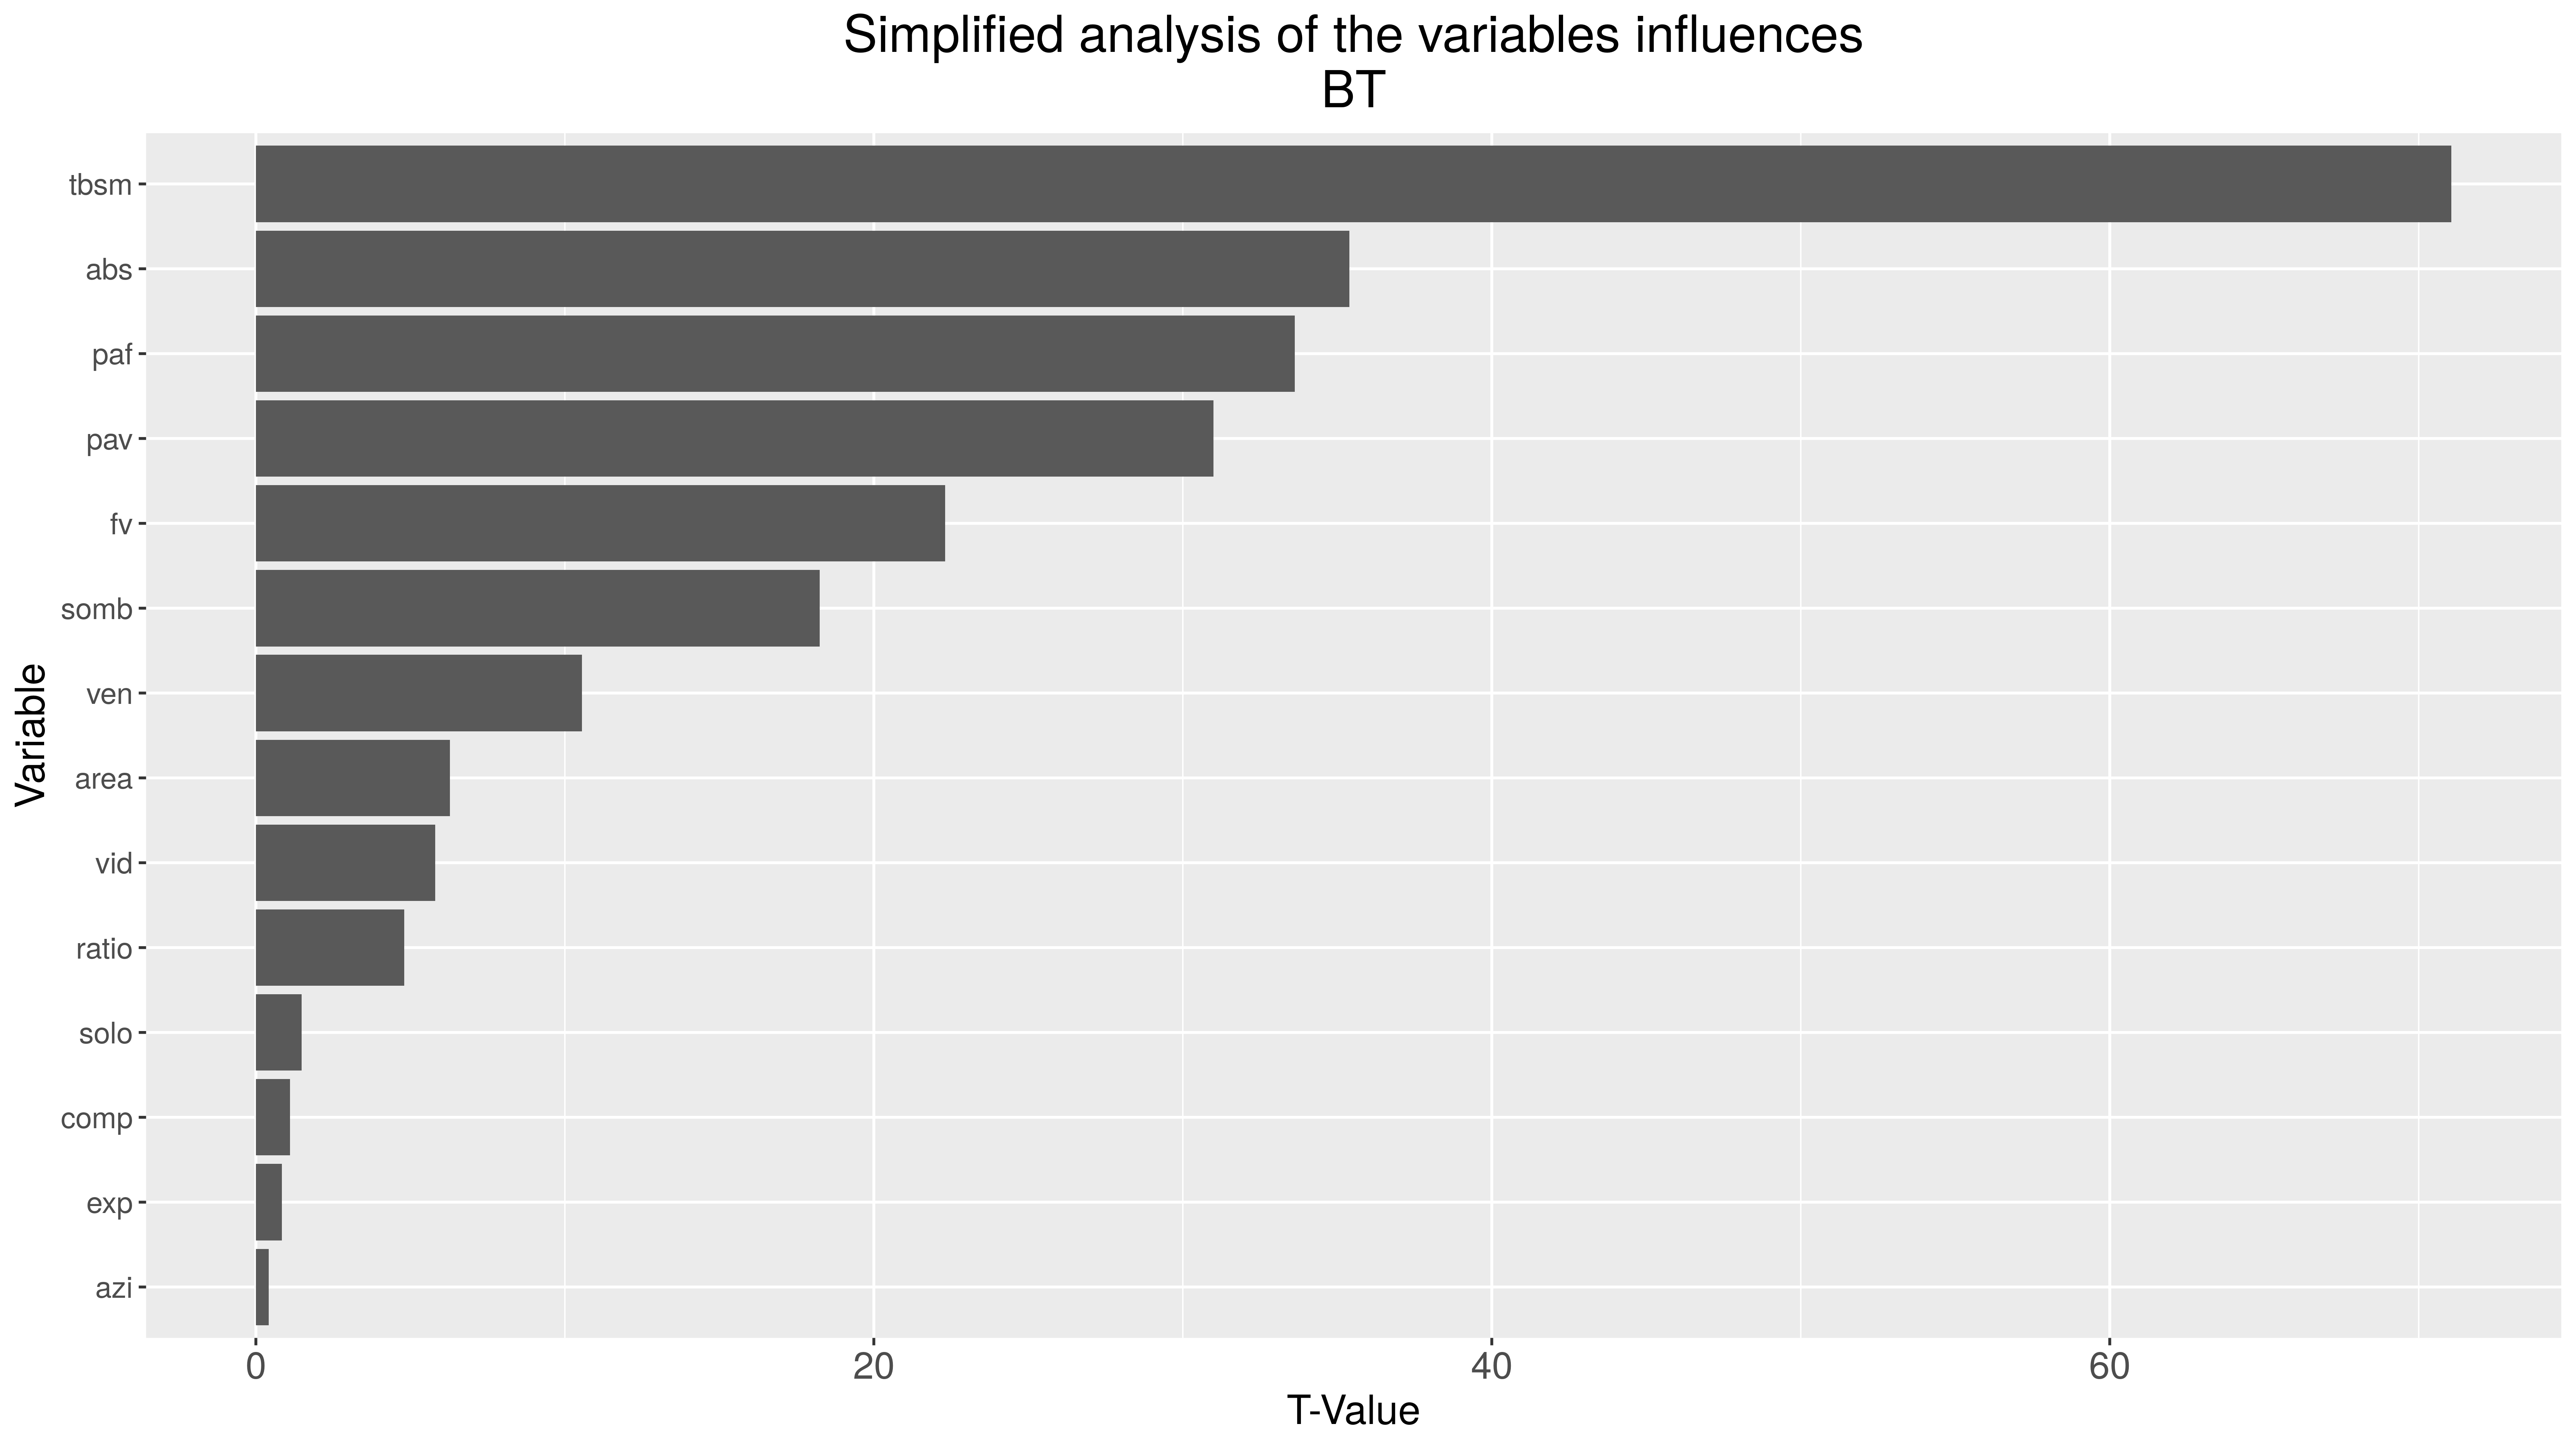 Simplified analysis of the variables influences
BT
tbsm
abs
paf
pav
fv
somb
ven
area
vid
ratio
solo
comp
exp
azi
Variable
0 20 40 60
T-Value